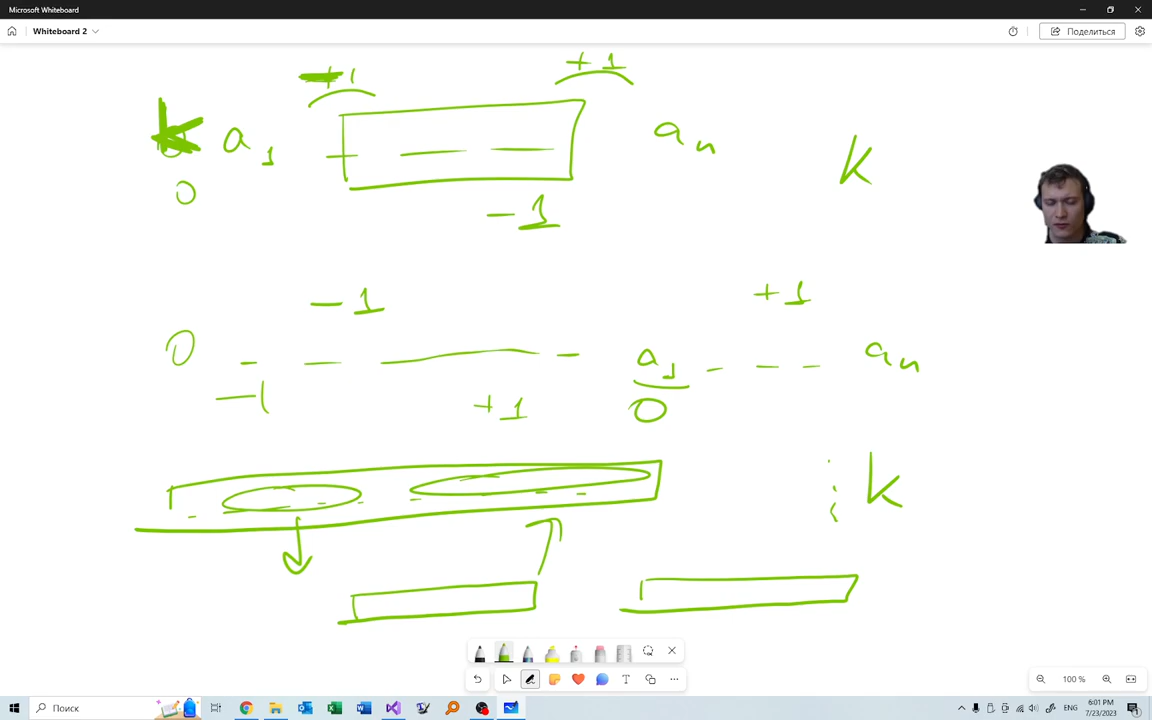 Microsoft Whiteboard
Whiteboard 2
Поделиться
+1 +1
k a1 an k
0
-1
-1 +1
0 a1 an
-1 +1 0
k
100 %
Поиск
ENG
6:01 PM
7/23/2023